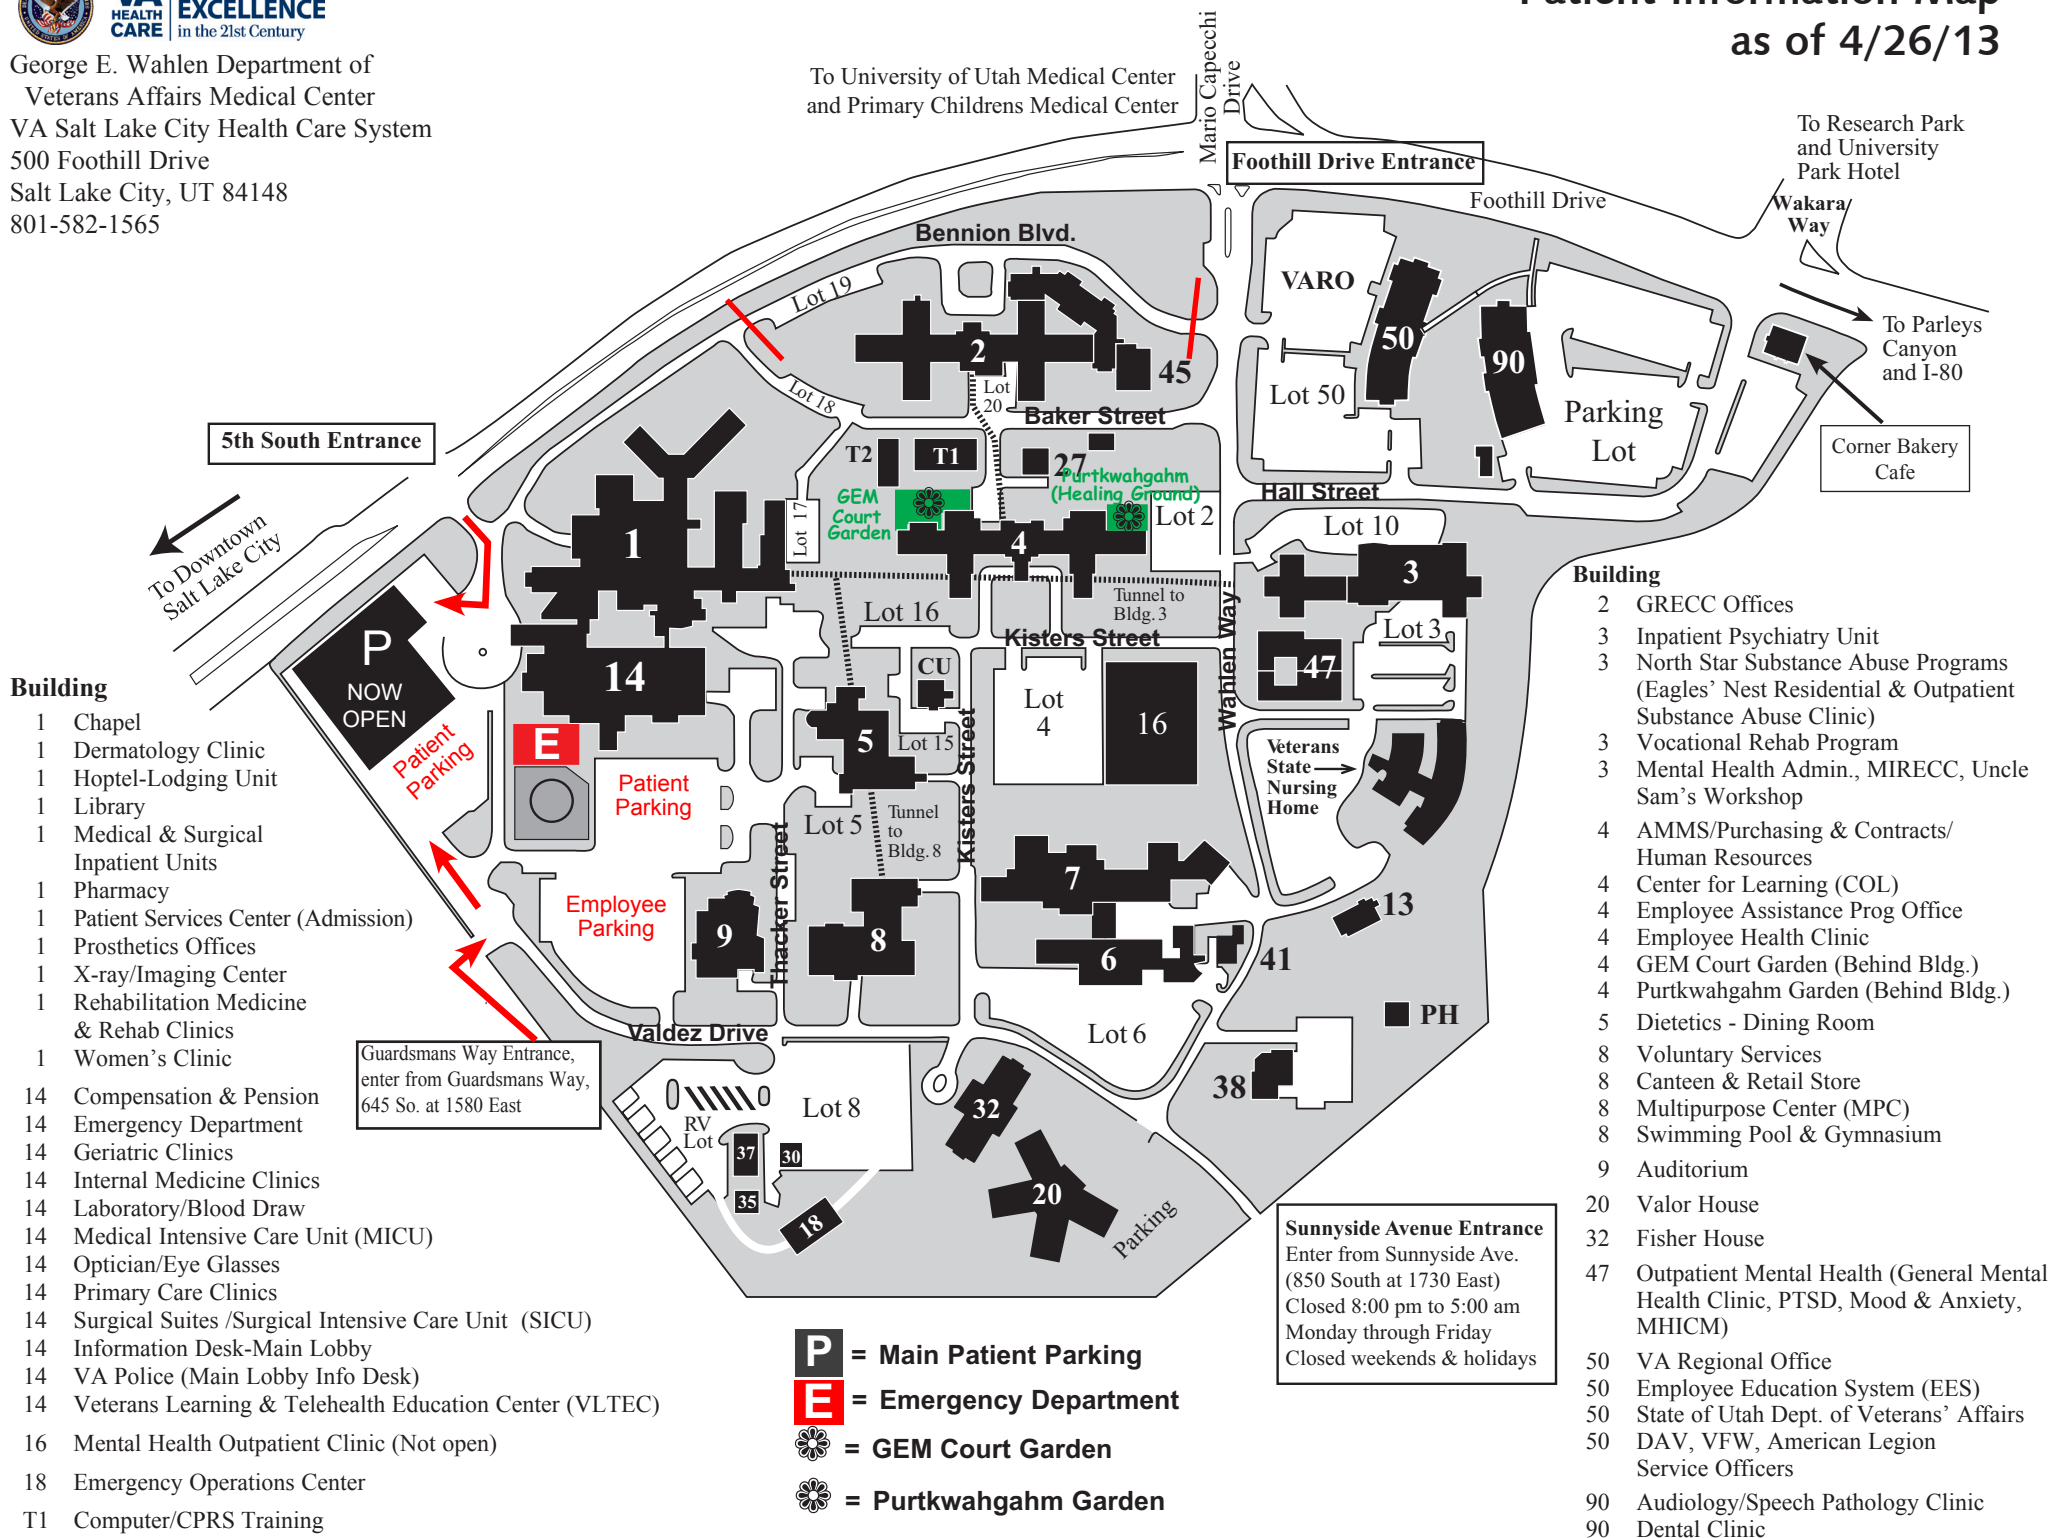 HEALTH
CARE
EXCELLENCE
in the 21st Century
Patient Information Map
as of 4/26/13
George E. Wahlen Department of
Veterans Affairs Medical Center
VA Salt Lake City Health Care System
500 Foothill Drive
Salt Lake City, UT 84148
801-582-1565
To University of Utah Medical Center
and Primary Childrens Medical Center
Mario Capecchi
Drive
Foothill Drive Entrance
Foothill Drive
To Research Park
and University
Park Hotel
Wakara
Way
To Parleys
Canyon
and I-80
Corner Bakery
Cafe
Bennion Blvd.
Lot 19
VARO
50
90
2
45
Lot 18
Lot
20
Lot 50
Parking
Lot
Baker Street
5th South Entrance
To Downtown
Salt Lake City
T2
T1
27
GEM
Court
Garden
Purtkwahgahm
(Healing Ground)
Hall Street
Lot 2
Lot 10
Lot 17
1
4
3
Tunnel to
Bldg. 3
Lot 16
Kisters Street
Wahlen Way
Lot 3
P
NOW
OPEN
14
CU
47
Lot
4
16
E
Patient
Parking
5
Lot 15
Kisters Street
Veterans
State
Nursing
Home
Patient
Parking
Lot 5
Tunnel
to
Bldg. 8
Thacker Street
7
Employee
Parking
9
8
6
13
41
PH
Valdez Drive
Lot 6
Guardsmans Way Entrance,
enter from Guardsmans Way,
645 So. at 1580 East
RV
Lot
Lot 8
32
38
37
30
35
18
20
Parking
Sunnyside Avenue Entrance
Enter from Sunnyside Ave.
(850 South at 1730 East)
Closed 8:00 pm to 5:00 am
Monday through Friday
Closed weekends & holidays
P = Main Patient Parking
E = Emergency Department
= GEM Court Garden
= Purtkwahgahm Garden
Building
1 Chapel
1 Dermatology Clinic
1 Hoptel-Lodging Unit
1 Library
1 Medical & Surgical
Inpatient Units
1 Pharmacy
1 Patient Services Center (Admission)
1 Prosthetics Offices
1 X-ray/Imaging Center
1 Rehabilitation Medicine
& Rehab Clinics
1 Women's Clinic
14 Compensation & Pension
14 Emergency Department
14 Geriatric Clinics
14 Internal Medicine Clinics
14 Laboratory/Blood Draw
14 Medical Intensive Care Unit (MICU)
14 Optician/Eye Glasses
14 Primary Care Clinics
14 Surgical Suites /Surgical Intensive Care Unit (SICU)
14 Information Desk-Main Lobby
14 VA Police (Main Lobby Info Desk)
14 Veterans Learning & Telehealth Education Center (VLTEC)
16 Mental Health Outpatient Clinic (Not open)
18 Emergency Operations Center
T1 Computer/CPRS Training
Building
2 GRECC Offices
3 Inpatient Psychiatry Unit
3 North Star Substance Abuse Programs
(Eagles' Nest Residential & Outpatient
Substance Abuse Clinic)
3 Vocational Rehab Program
3 Mental Health Admin., MIRECC, Uncle
Sam's Workshop
4 AMMS/Purchasing & Contracts/
Human Resources
4 Center for Learning (COL)
4 Employee Assistance Prog Office
4 Employee Health Clinic
4 GEM Court Garden (Behind Bldg.)
4 Purtkwahgahm Garden (Behind Bldg.)
5 Dietetics - Dining Room
8 Voluntary Services
8 Canteen & Retail Store
8 Multipurpose Center (MPC)
8 Swimming Pool & Gymnasium
9 Auditorium
20 Valor House
32 Fisher House
47 Outpatient Mental Health (General Mental
Health Clinic, PTSD, Mood & Anxiety,
MHICM)
50 VA Regional Office
50 Employee Education System (EES)
50 State of Utah Dept. of Veterans' Affairs
50 DAV, VFW, American Legion
Service Officers
90 Audiology/Speech Pathology Clinic
90 Dental Clinic